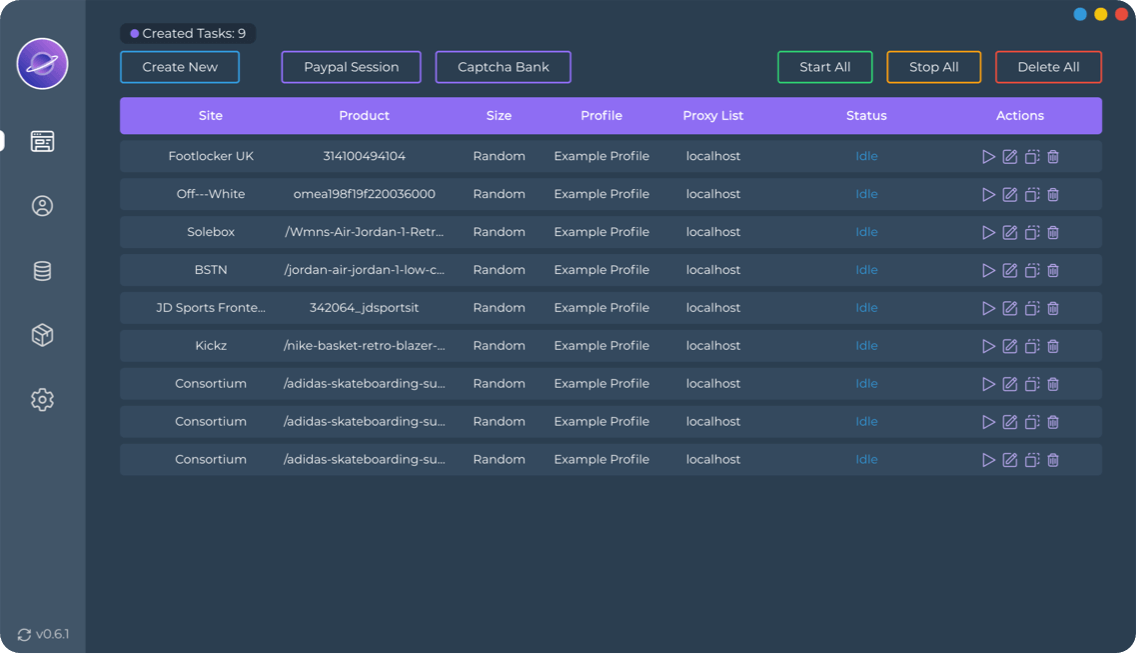 Created Tasks: 9
Create New Paypal Session Captcha Bank Start All Stop All Delete All
Site Product Size Profile Proxy List Status Actions
Footlocker UK 314100494104 Random Example Profile localhost Idle
Off---White omea198f19f220036000 Random Example Profile localhost Idle
Solebox /Wmns-Air-Jordan-1-Retr... Random Example Profile localhost Idle
BSTN /jordan-air-jordan-1-low-c... Random Example Profile localhost Idle
JD Sports Fronte... 342064_jdsportsit Random Example Profile localhost Idle
Kickz /nike-basket-retro-blazer-... Random Example Profile localhost Idle
Consortium /adidas-skateboarding-su... Random Example Profile localhost Idle
Consortium /adidas-skateboarding-su... Random Example Profile localhost Idle
Consortium /adidas-skateboarding-su... Random Example Profile localhost Idle
v0.6.1